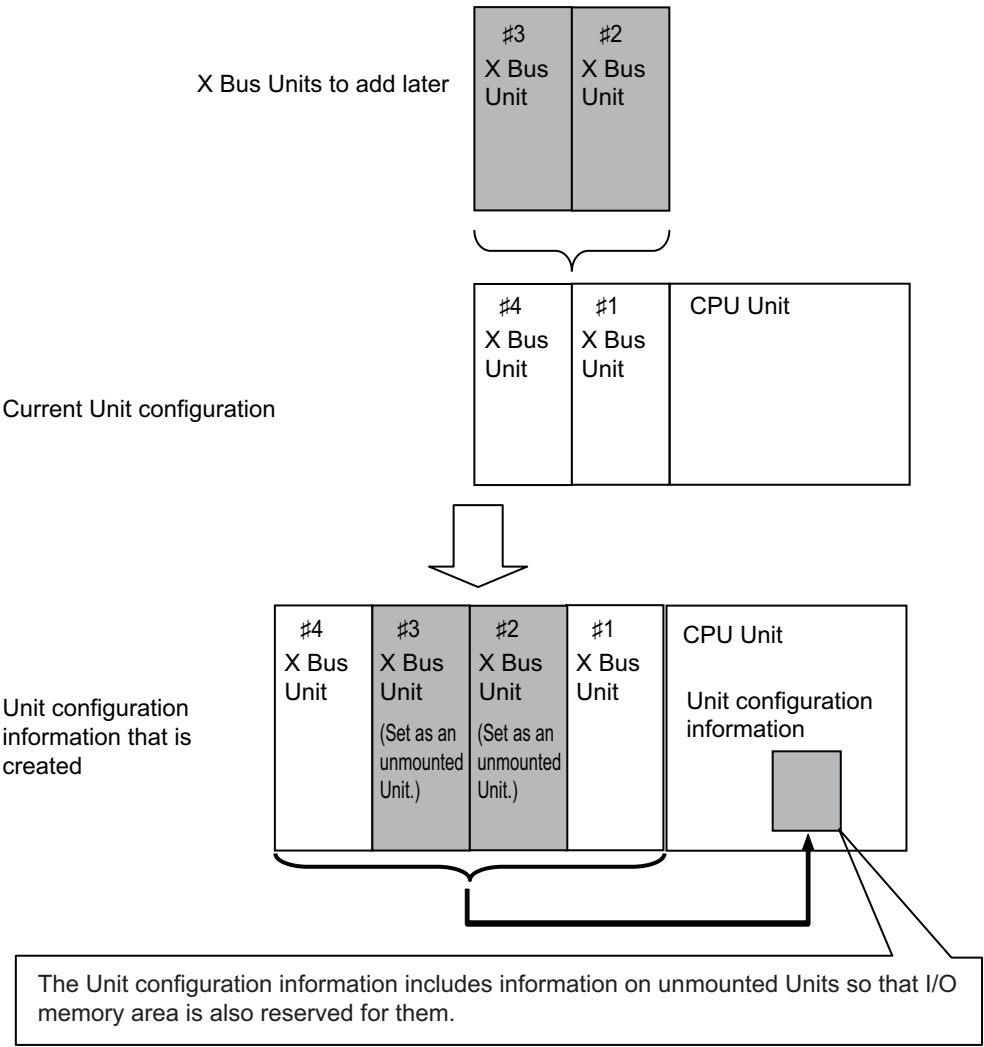 ♯3
X Bus
Unit
♯2
X Bus
Unit
X Bus Units to add later
♯4
X Bus
Unit
♯1
X Bus
Unit
CPU Unit
Current Unit configuration
♯4
X Bus
Unit
♯3
X Bus
Unit
(Set as an
unmounted
Unit.)
♯2
X Bus
Unit
(Set as an
unmounted
Unit.)
♯1
X Bus
Unit
CPU Unit
Unit configuration
information
Unit configuration
information that is
created
The Unit configuration information includes information on unmounted Units so that I/O
memory area is also reserved for them.